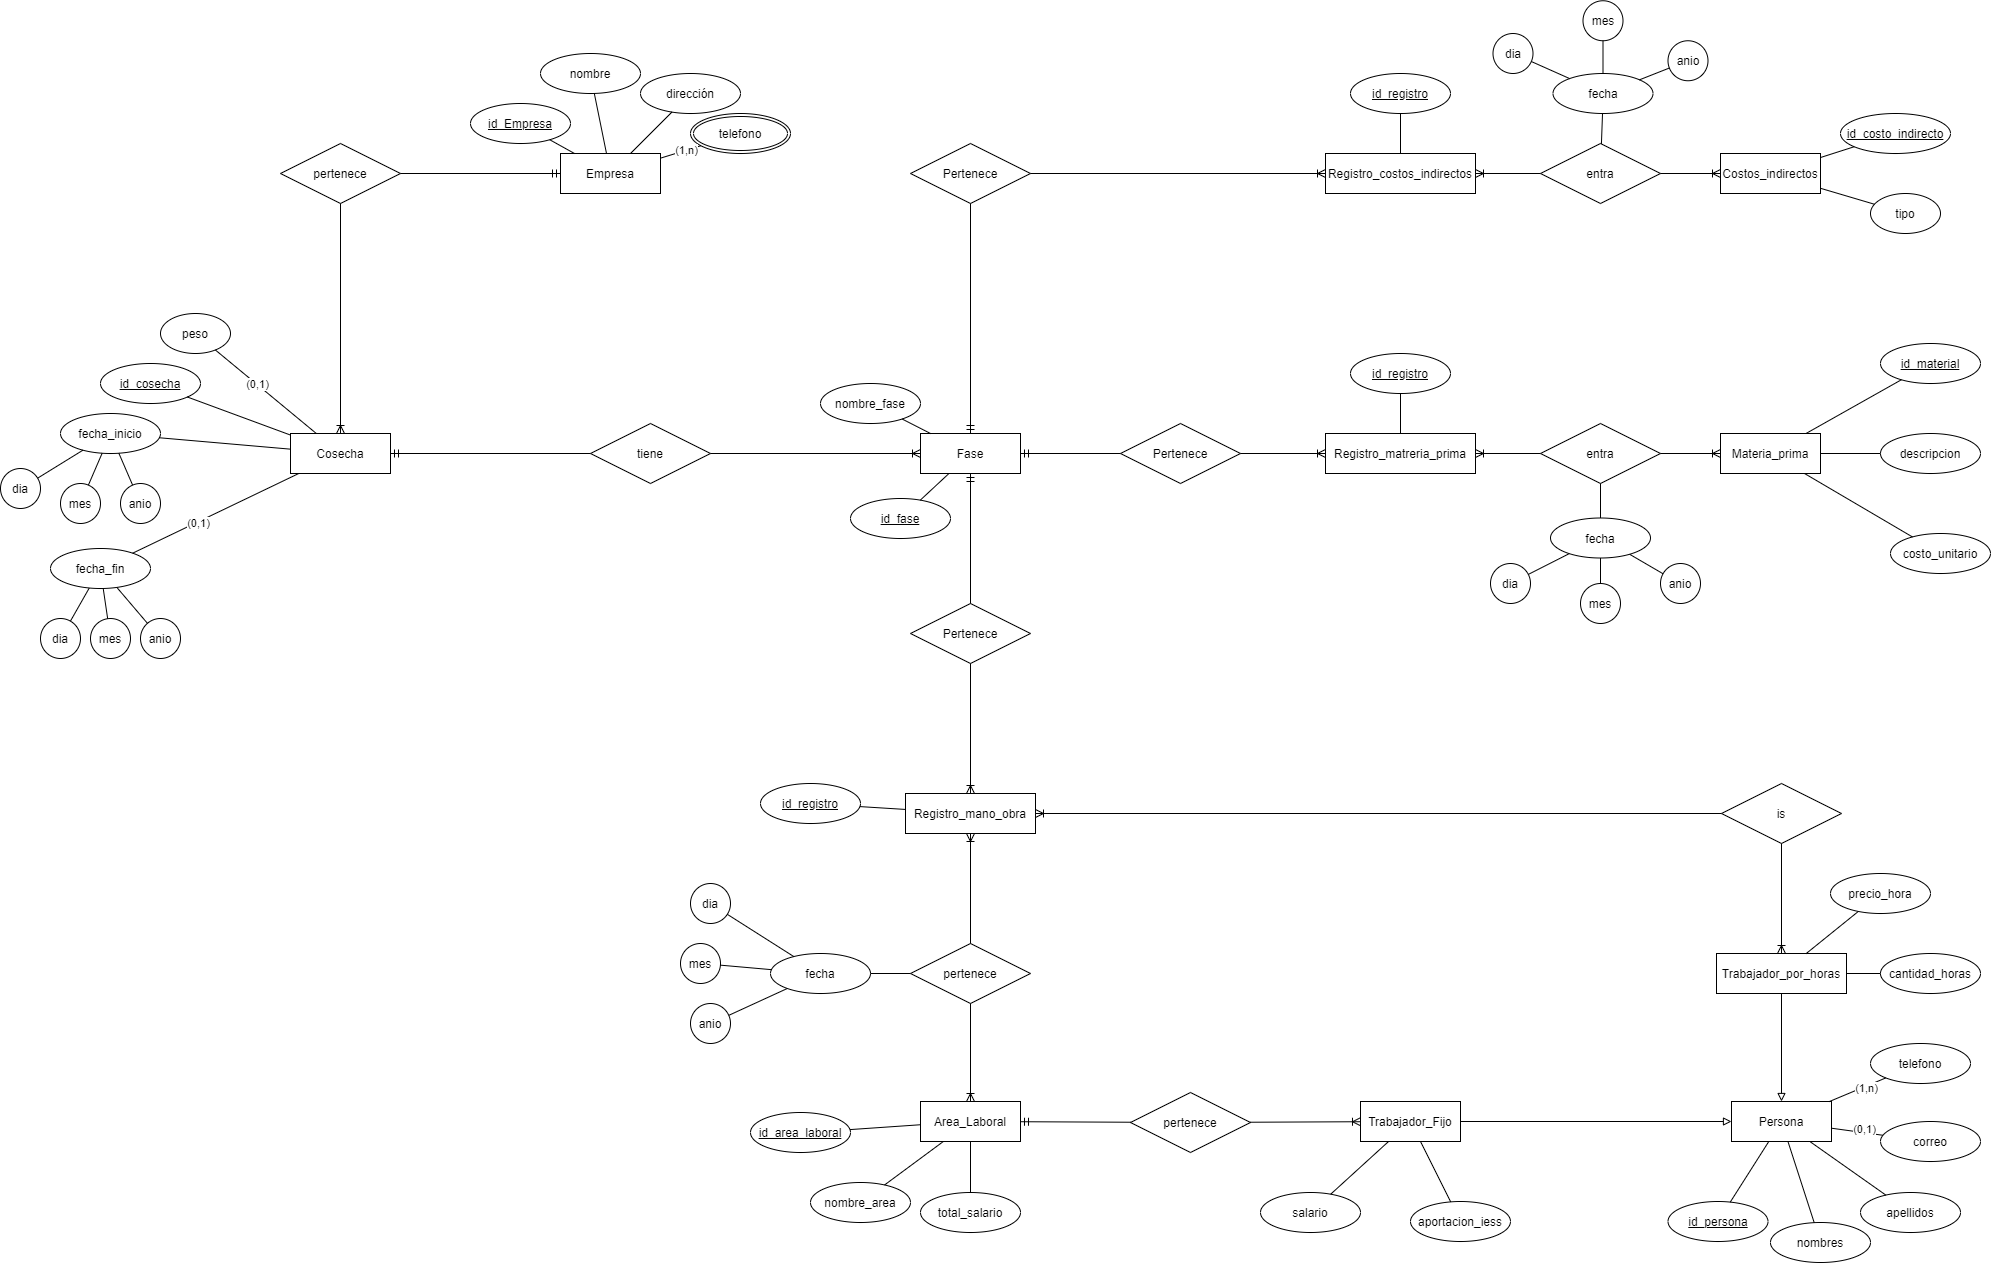 mes
dia
anio
nombre
dirección
id_registro
fecha
id_Empresa
telefono
id_costo_indirecto
(1,n)
pertenece
Empresa
Pertenece
Registro_costos_indirectos
entra
Costos_indirectos
tipo
peso
id_cosecha
(0,1)
nombre_fase
id_registro
id_material
fecha_inicio
Cosecha
tiene
Fase
Pertenece
Registro_matreria_prima
entra
Materia_prima
descripcion
dia
mes
anio
(0,1)
id_fase
fecha
costo_unitario
fecha_fin
dia
mes
anio
dia
mes
anio
Pertenece
id_registro
Registro_mano_obra
is
dia
precio_hora
mes
fecha
pertenece
Trabajador_por_horas
cantidad_horas
anio
telefono
(1,n)
id_area_laboral
Area_Laboral
pertenece
Trabajador_Fijo
Persona
(0,1)
correo
nombre_area
total_salario
salario
aportacion_iess
id_persona
apellidos
nombres